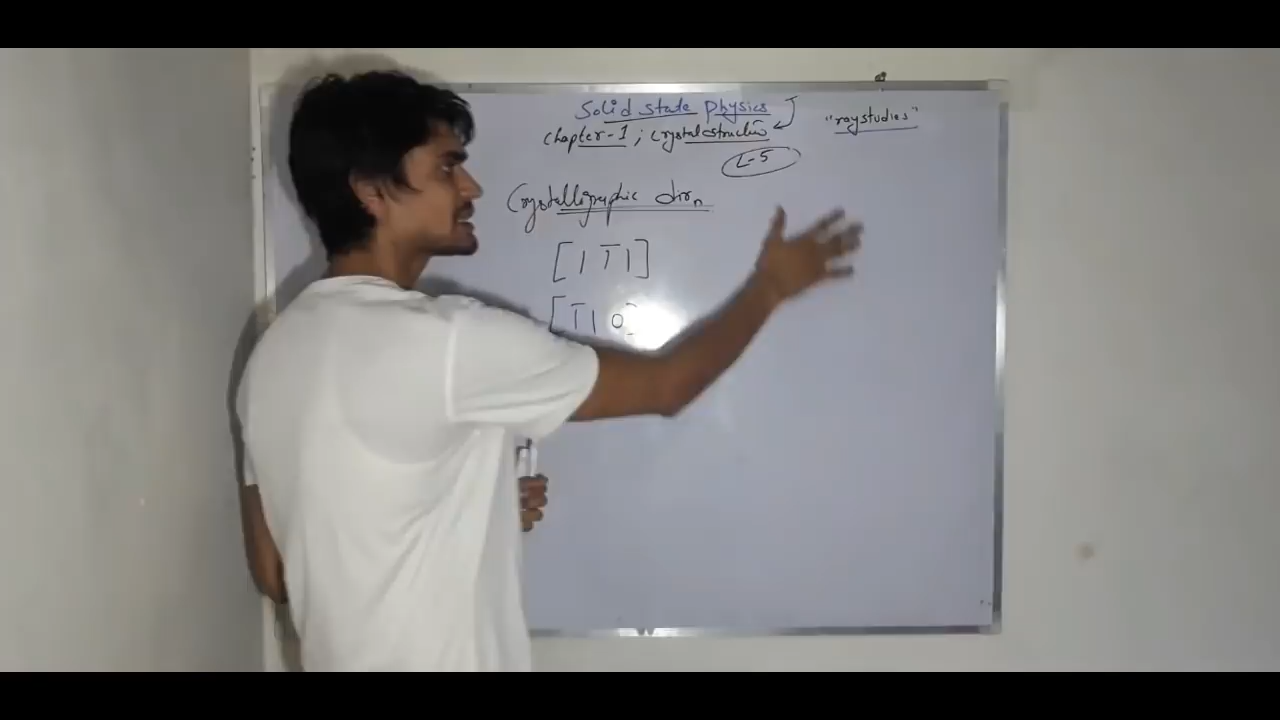 Solid state Physics
"raystudies"
Chapter-1 ; Crystal structure
L-5
Crystallographic dirn
[1 1̅ 1]
[1̅ 1 0]